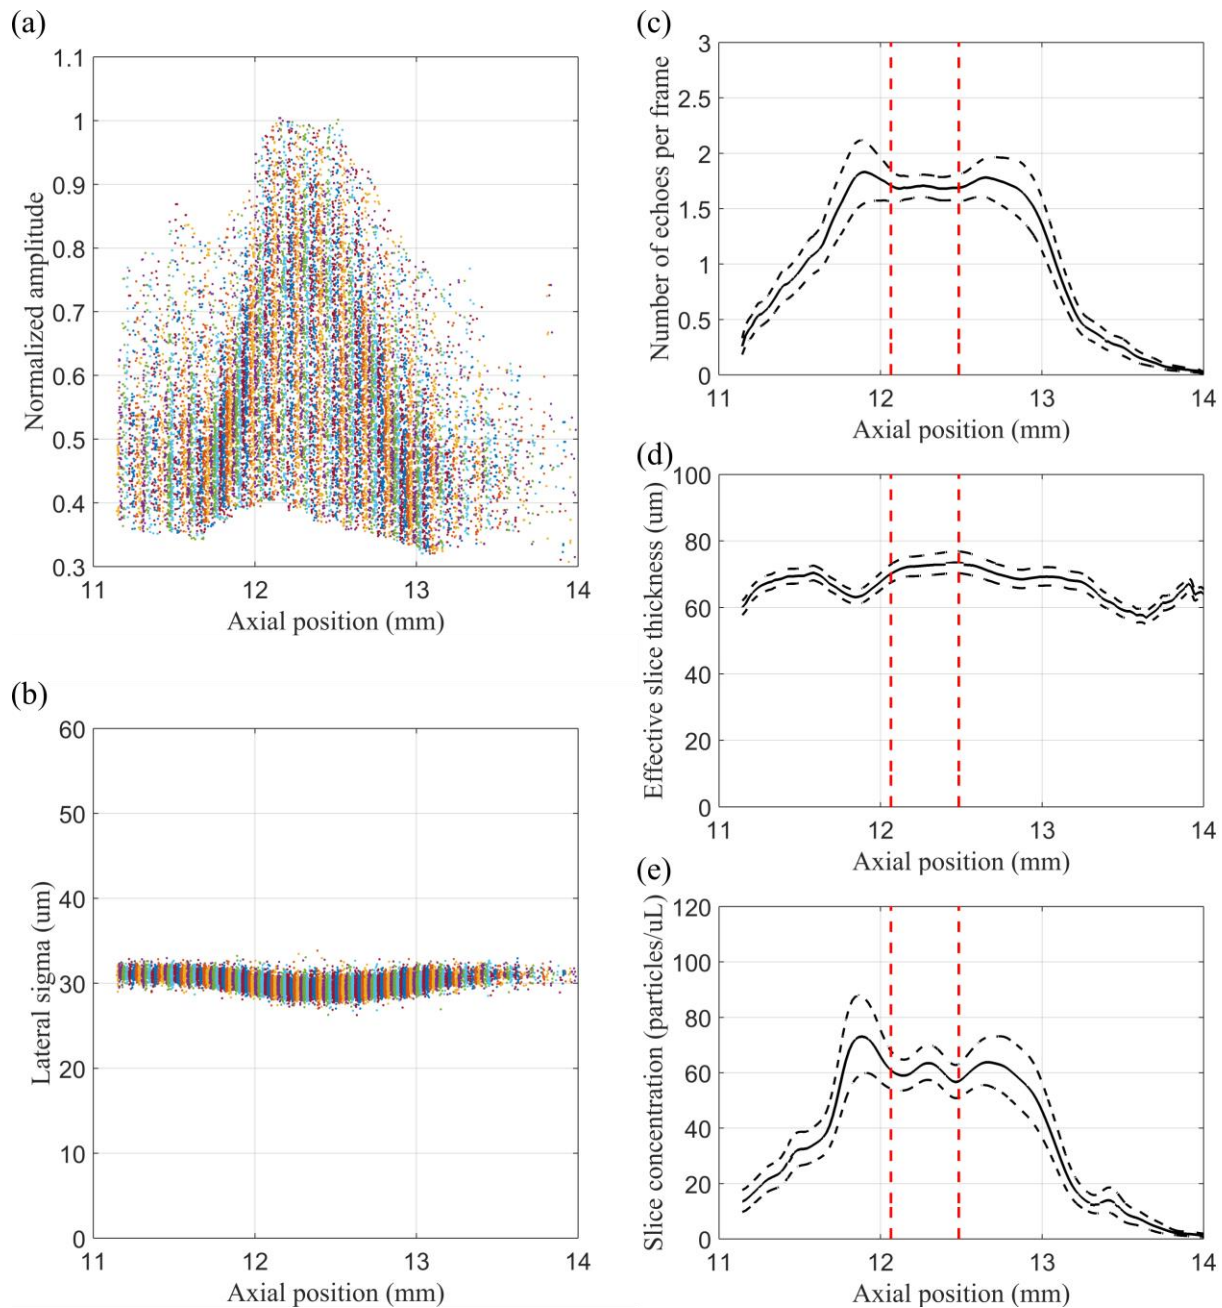 (a)
1.1
1
0.9
0.8
0.7
0.6
0.5
0.4
0.3
11 12 13 14
Normalized amplitude
Axial position (mm)
(b)
60
50
40
30
20
10
0
11 12 13 14
Lateral sigma (um)
Axial position (mm)
(c)
3
2.5
2
1.5
1
0.5
0
11 12 13 14
Number of echoes per frame
Axial position (mm)
(d)
100
80
60
40
20
0
11 12 13 14
Effective slice thickness (um)
Axial position (mm)
(e)
120
100
80
60
40
20
0
11 12 13 14
Slice concentration (particles/uL)
Axial position (mm)